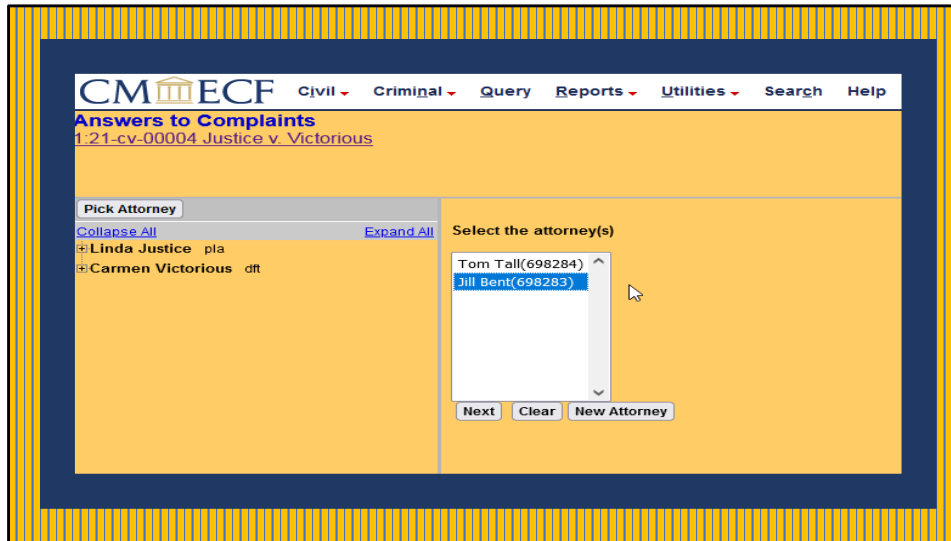 CM ECF Civil Criminal Query Reports Utilities Search Help
Answers to Complaints
1:21-cv-00004 Justice v. Victorious
Pick Attorney
Collapse All Expand All
Linda Justice pla
Carmen Victorious dft
Select the attorney(s)
Tom Tall(698284)
Jill Bent(698283)
Next Clear New Attorney